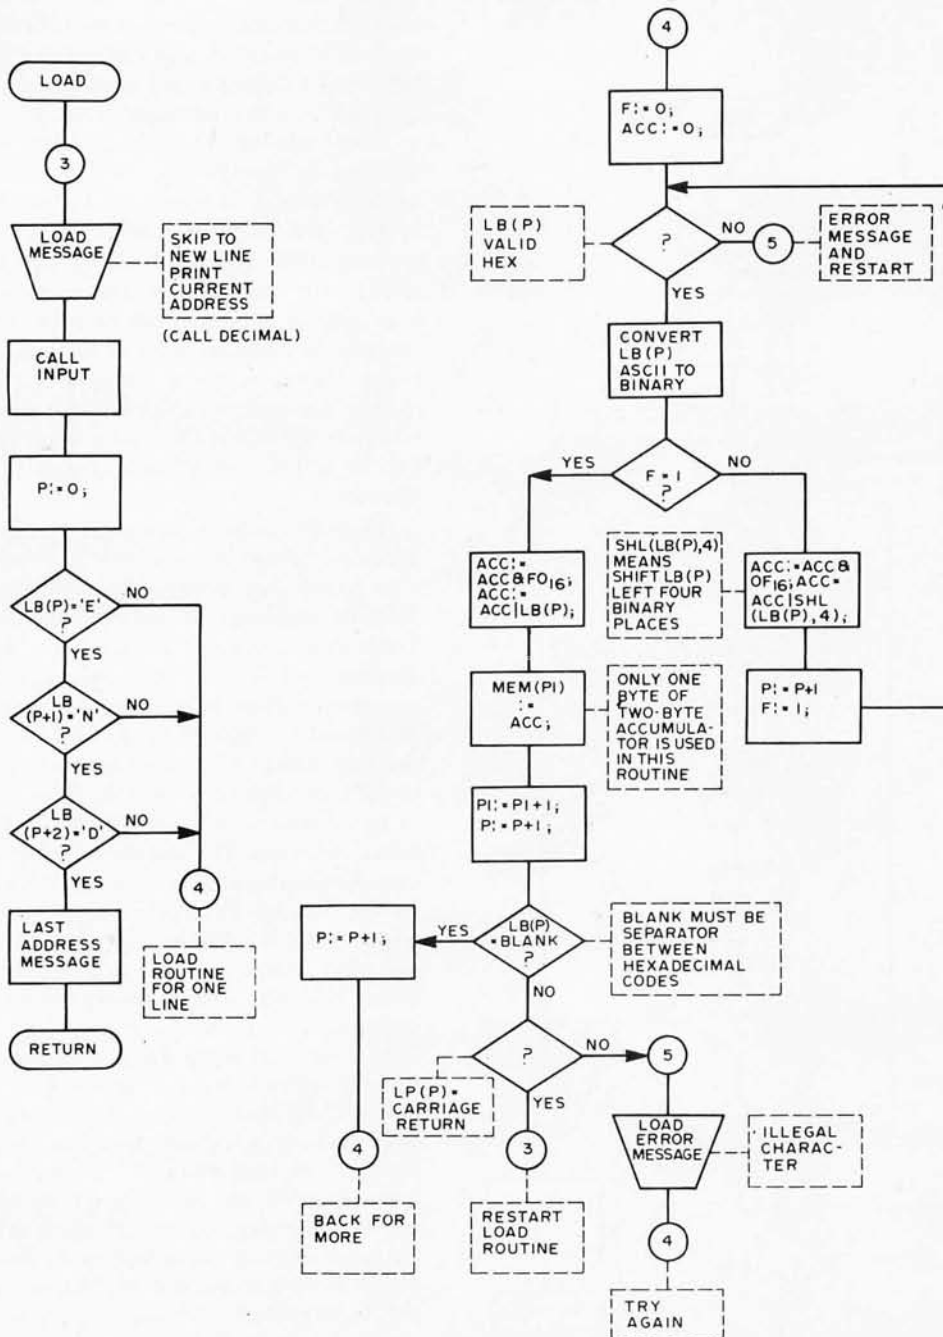 LOAD
3
LOAD
MESSAGE
SKIP TO
NEW LINE
PRINT
CURRENT
ADDRESS
(CALL DECIMAL)
CALL
INPUT
P:=0;
LB(P)='E'
?
NO
YES
LB
(P+1)='N'
?
NO
YES
LB
(P+2)='D'
?
NO
YES
4
LOAD
ROUTINE
FOR ONE
LINE
LAST
ADDRESS
MESSAGE
RETURN
4
F:=0;
ACC:=0;
LB(P)
VALID
HEX
?
NO
5
ERROR
MESSAGE
AND
RESTART
YES
CONVERT
LB(P)
ASCII TO
BINARY
YES
F=1
?
NO
ACC:=
ACC&F016;
ACC:=
ACC|LB(P);
SHL(LB(P),4)
MEANS
SHIFT LB(P)
LEFT FOUR
BINARY
PLACES
ACC:=ACC&
0F16;ACC=
ACC|SHL
(LB(P),4);
MEM(P1)
:=
ACC;
ONLY ONE
BYTE OF
TWO-BYTE
ACCUMULA-
TOR IS USED
IN THIS
ROUTINE
P:=P+1
F:=1;
P1:=P1+1;
P:=P+1;
P:=P+1;
YES
LB(P)
=BLANK
?
BLANK MUST BE
SEPARATOR
BETWEEN
HEXADECIMAL
CODES
NO
?
NO
5
LP(P)=
CARRIAGE
RETURN
YES
LOAD
ERROR
MESSAGE
ILLEGAL
CHARAC-
TER
4
BACK FOR
MORE
3
RESTART
LOAD
ROUTINE
4
TRY
AGAIN